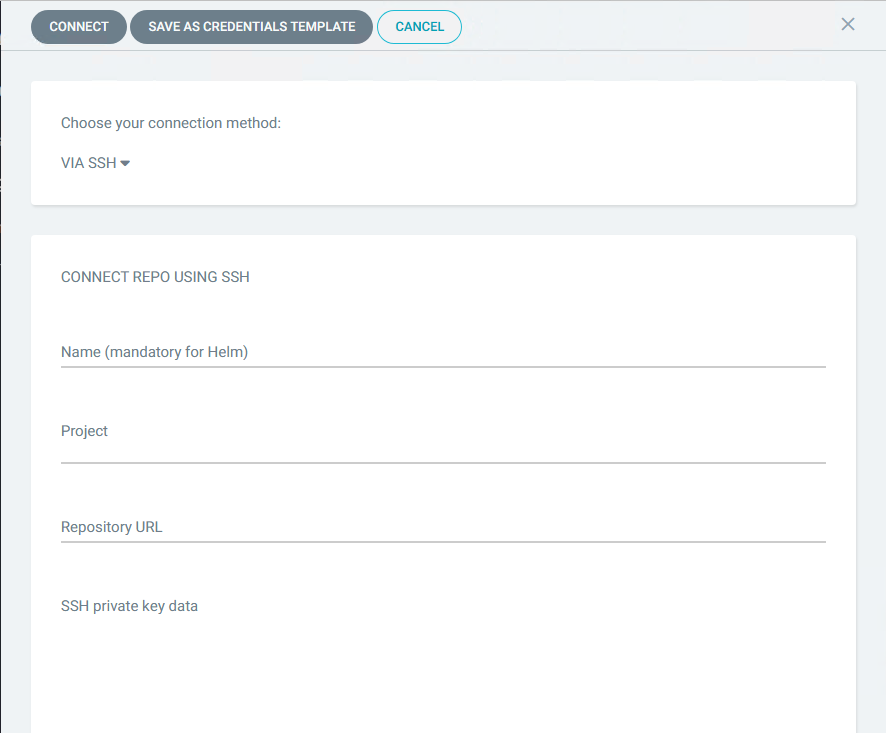 CONNECT SAVE AS CREDENTIALS TEMPLATE CANCEL
Choose your connection method:
VIA SSH
CONNECT REPO USING SSH
Name (mandatory for Helm)
Project
Repository URL
SSH private key data